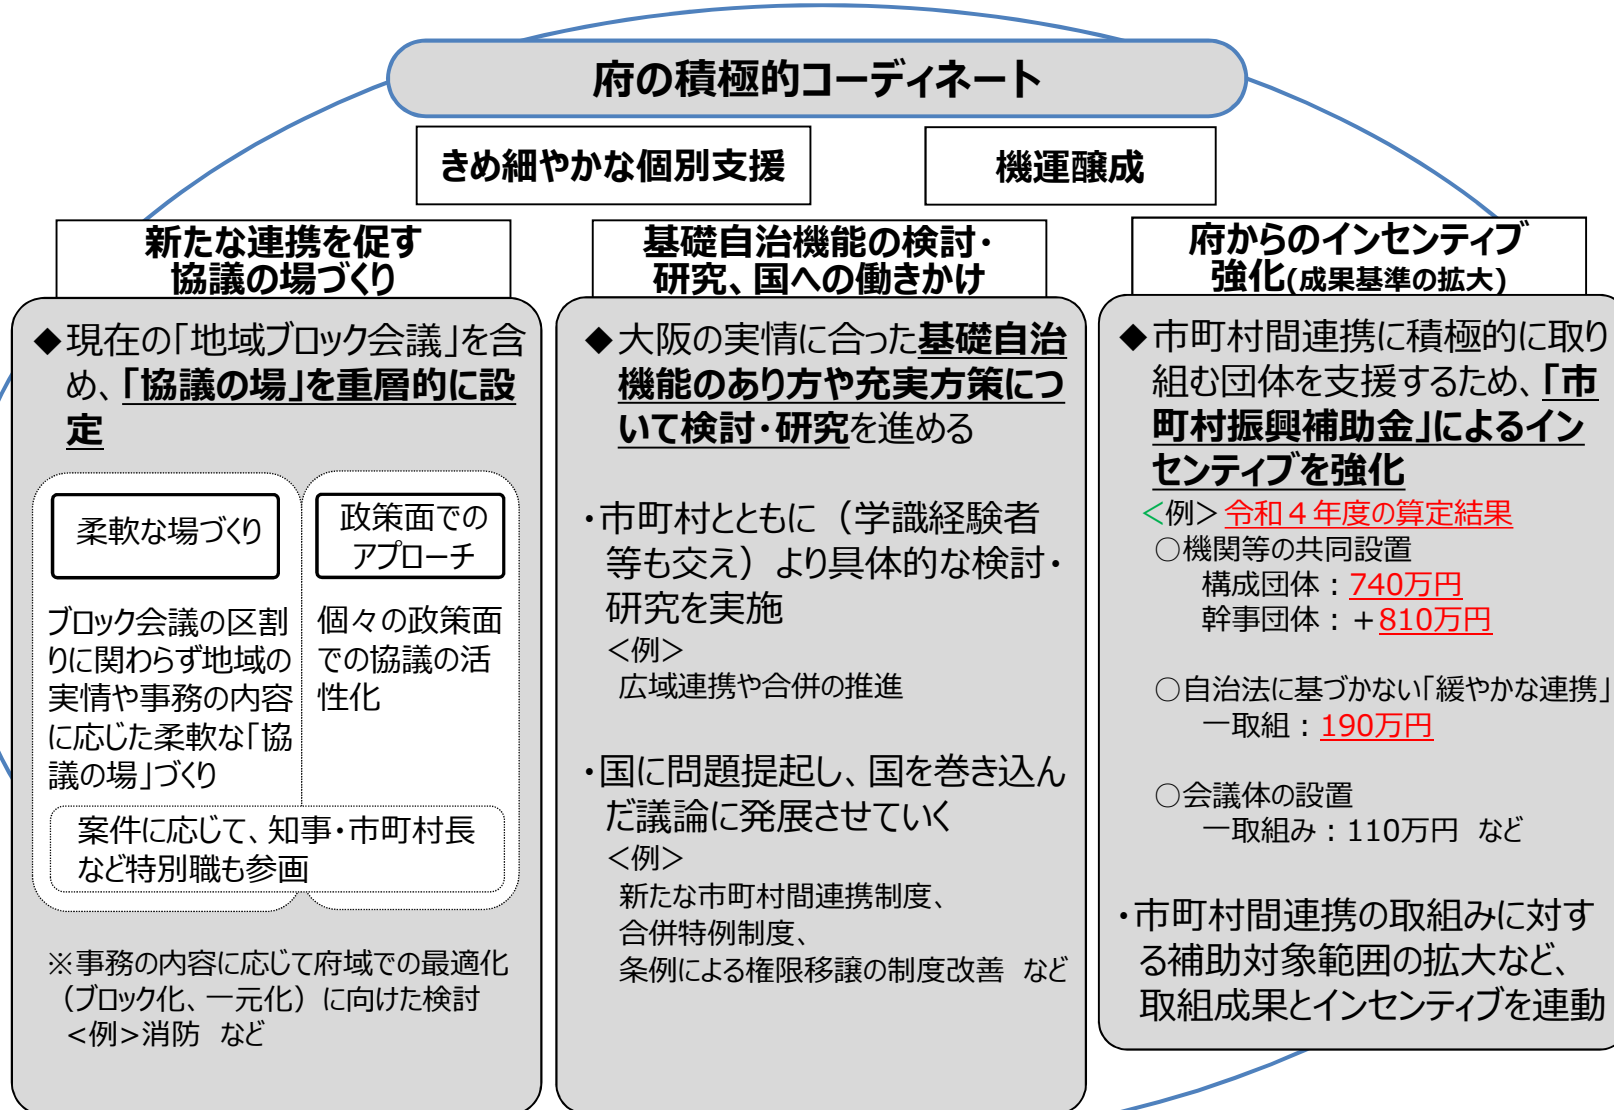 府の積極的コーディネート
きめ細やかな個別支援
機運醸成
新たな連携を促す
協議の場づくり
◆現在の「地域ブロック会議」を含
め、「協議の場」を重層的に設
定
柔軟な場づくり
ブロック会議の区割
りに関わらず地域の
実情や事務の内容
に応じた柔軟な「協
議の場」づくり
政策面での
アプローチ
個々の政策面
での協議の活
性化
案件に応じて、知事・市町村長
など特別職も参画
※事務の内容に応じて府域での最適化
（ブロック化、一元化）に向けた検討
<例>消防　など
基礎自治機能の検討・
研究、国への働きかけ
◆大阪の実情に合った基礎自治
機能のあり方や充実方策につ
いて検討・研究を進める
・市町村とともに（学識経験者
等も交え）より具体的な検討・
研究を実施
＜例＞
広域連携や合併の推進
・国に問題提起し、国を巻き込ん
だ議論に発展させていく
＜例＞
新たな市町村間連携制度、
合併特例制度、
条例による権限移譲の制度改善　など
府からのインセンティブ
強化(成果基準の拡大)
◆市町村間連携に積極的に取り
組む団体を支援するため、「市
町村振興補助金」によるイン
センティブを強化
＜例＞令和４年度の算定結果
○機関等の共同設置
構成団体：740万円
幹事団体：＋810万円
○自治法に基づかない「緩やかな連携」
一取組：190万円
○会議体の設置
一取組み：110万円　など
・市町村間連携の取組みに対す
る補助対象範囲の拡大など、
取組成果とインセンティブを連動